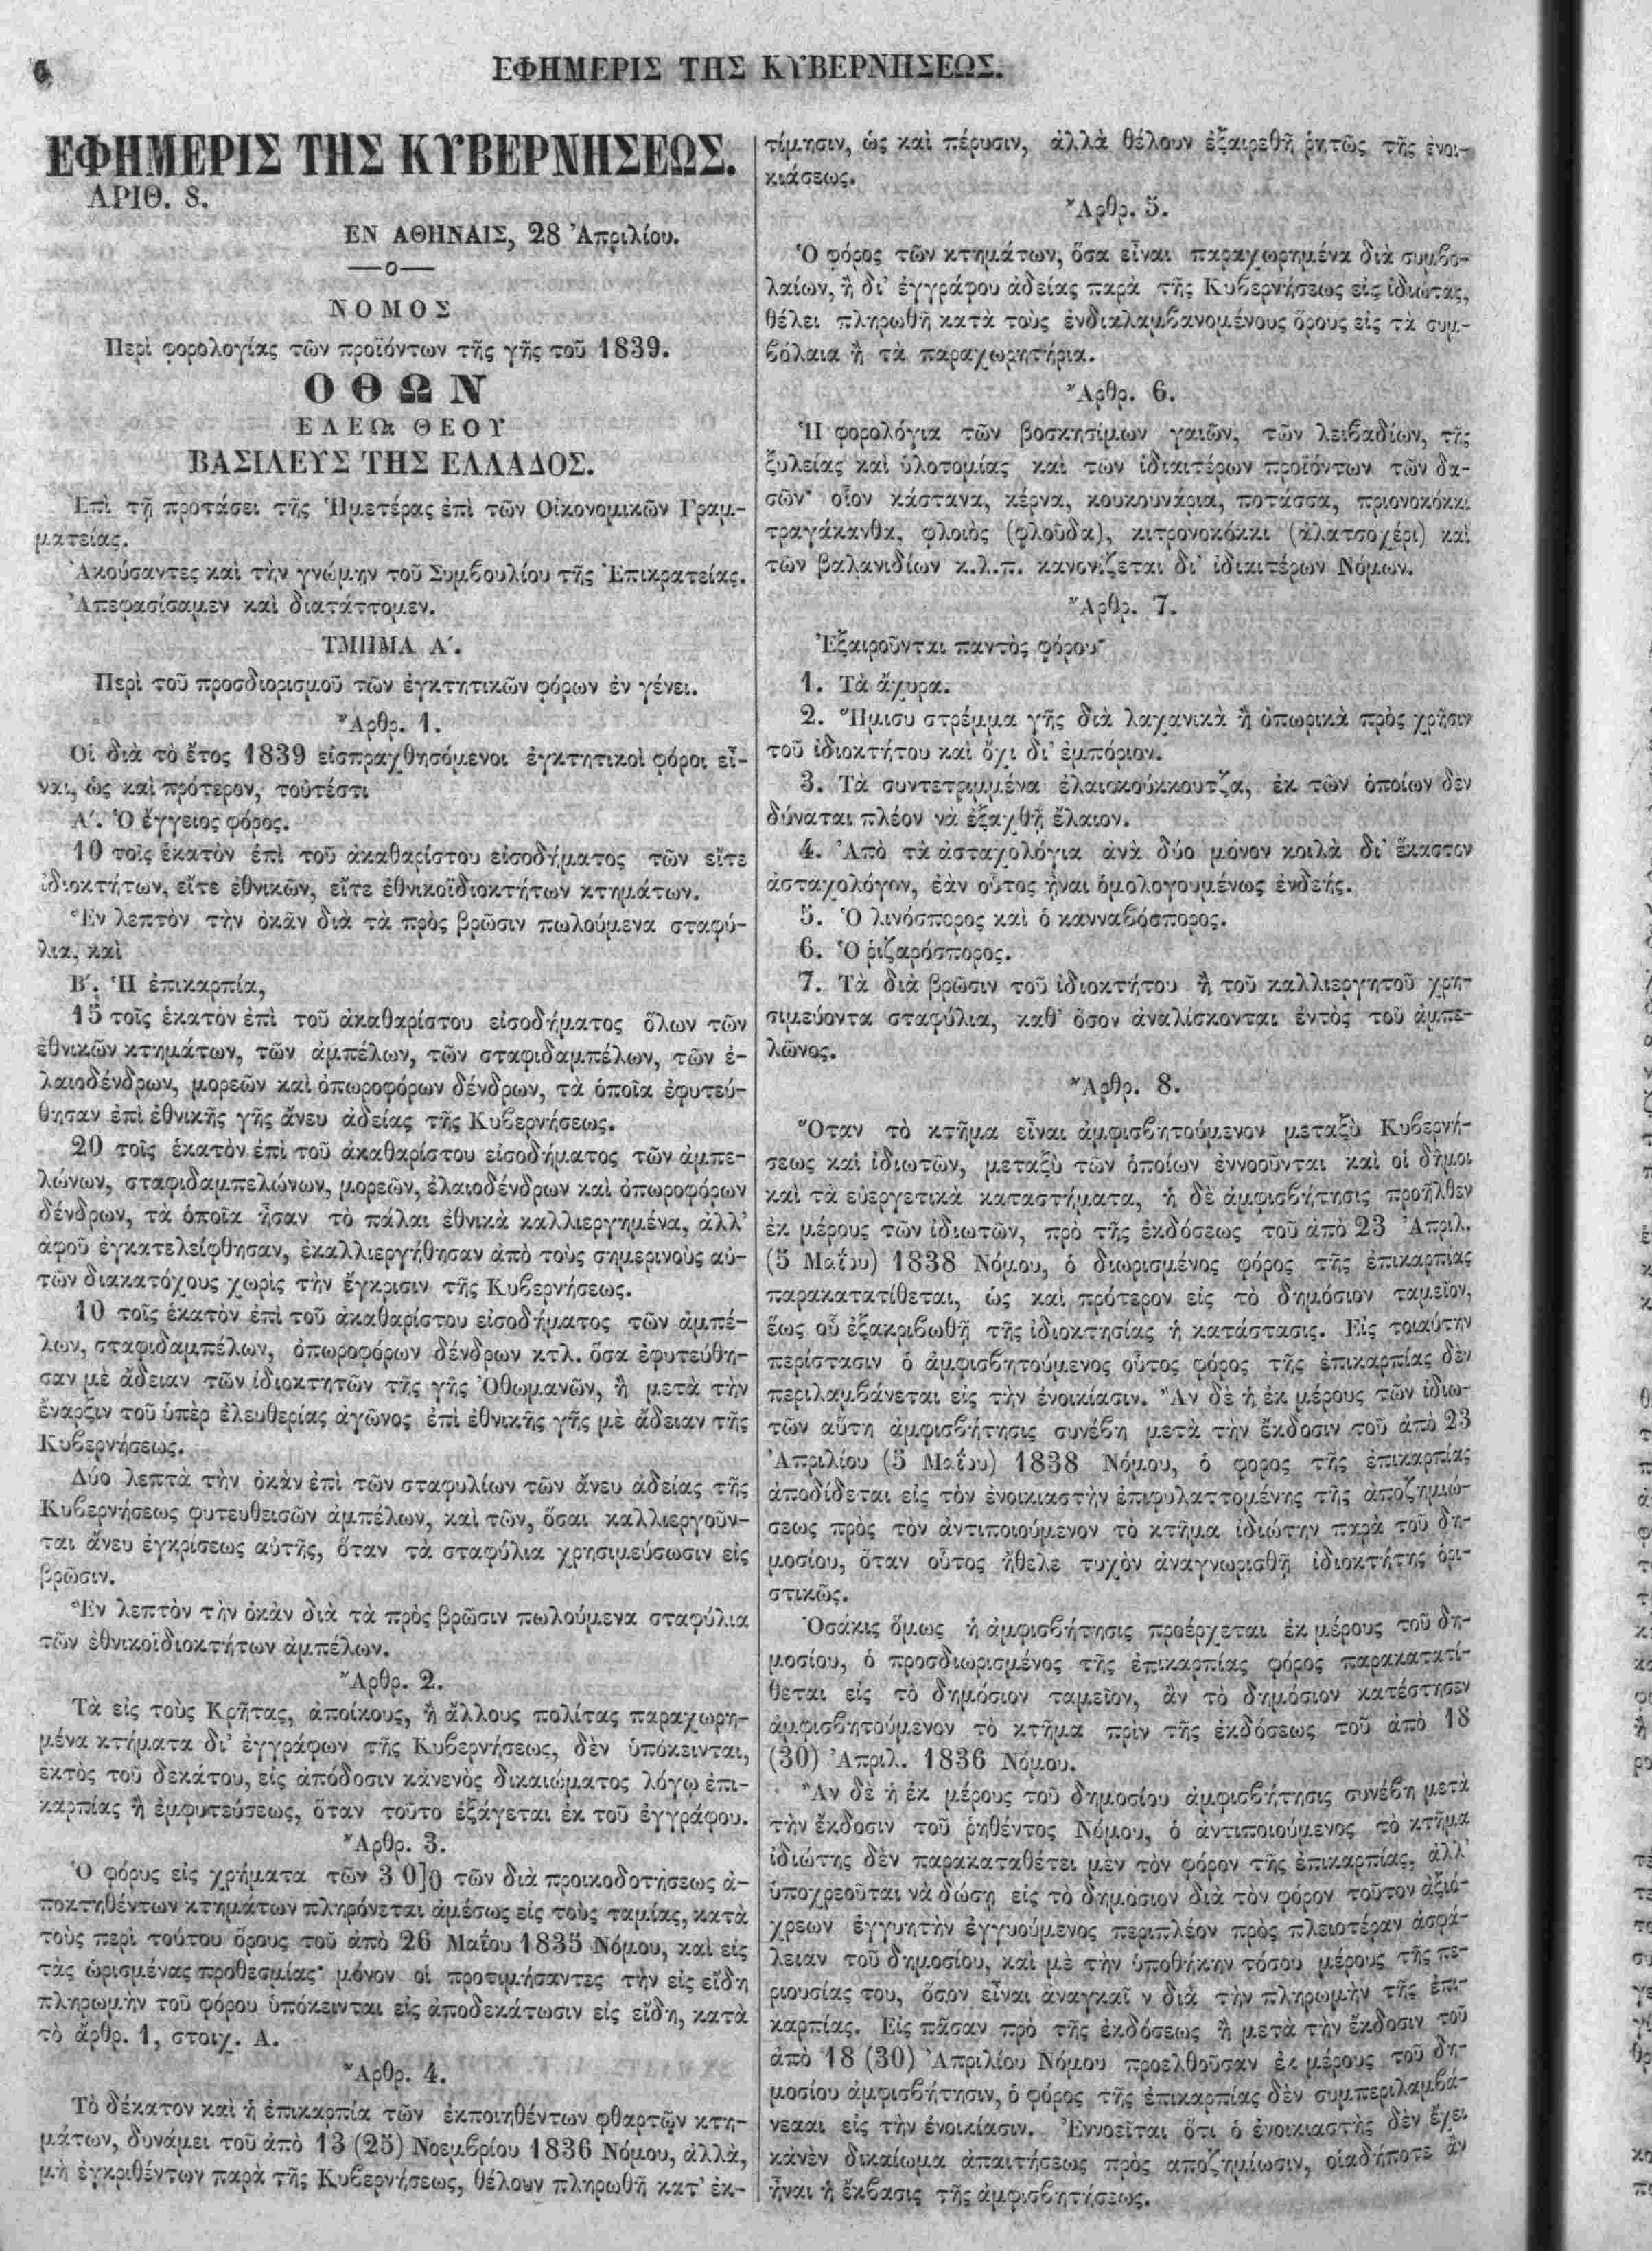 6
ΕΦΗΜΕΡΙΣ ΤΗΣ ΚΥΒΕΡΝΗΣΕΩΣ.
ΕΦΗΜΕΡΙΣ ΤΗΣ ΚΥΒΕΡΝΗΣΕΩΣ.
ΑΡΙΘ. 8.
ΕΝ ΑΘΗΝΑΙΣ, 28 Ἀπριλίου.
ΝΟΜΟΣ
Περὶ φορολογίας τῶν προϊόντων τῆς γῆς τοῦ 1839.
ΟΘΩΝ
ΕΛΕΩι ΘΕΟΥ
ΒΑΣΙΛΕΥΣ ΤΗΣ ΕΛΛΑΔΟΣ.
Ἐπὶ τῇ προτάσει τῆς Ἡμετέρας ἐπὶ τῶν Οἰκονομικῶν Γραμ-
ματείας.
Ἀκούσαντες καὶ τὴν γνώμην τοῦ Συμβουλίου τῆς Ἐπικρατείας.
Ἀπεφασίσαμεν καὶ διατάττομεν.
ΤΜΗΜΑ Α΄.
Περὶ τοῦ προσδιορισμοῦ τῶν ἐγκτητικῶν φόρων ἐν γένει.
Ἄρθρ. 1.
Οἱ διὰ τὸ ἔτος 1839 εἰσπραχθησόμενοι ἐγκτητικοὶ φόροι εἶ-
ναι, ὡς καὶ πρότερον, τοὐτέστι
Α΄. Ὁ ἔγγειος φόρος.
10 τοῖς ἑκατὸν ἐπὶ τοῦ ἀκαθαρίστου εἰσοδήματος τῶν εἴτε
ἰδιοκτήτων, εἴτε ἐθνικῶν, εἴτε ἐθνικοϊδιοκτήτων κτημάτων.
Ἓν λεπτὸν τὴν ὀκᾶν διὰ τὰ πρὸς βρῶσιν πωλούμενα σταφύ-
λια, καὶ
Β΄. Ἡ ἐπικαρπία,
15 τοῖς ἑκατὸν ἐπὶ τοῦ ἀκαθαρίστου εἰσοδήματος ὅλων τῶν
ἐθνικῶν κτημάτων, τῶν ἀμπέλων, τῶν σταφιδαμπέλων, τῶν ἐ-
λαιοδένδρων, μορεῶν καὶ ὀπωροφόρων δένδρων, τὰ ὁποῖα ἐφυτεύ-
θησαν ἐπὶ ἐθνικῆς γῆς ἄνευ ἀδείας τῆς Κυβερνήσεως.
20 τοῖς ἑκατὸν ἐπὶ τοῦ ἀκαθαρίστου εἰσοδήματος τῶν ἀμπε-
λώνων, σταφιδαμπελώνων, μορεῶν, ἐλαιοδένδρων καὶ ὀπωροφόρων
δένδρων, τὰ ὁποῖα ἦσαν τὸ πάλαι ἐθνικὰ καλλιεργημένα, ἀλλ'
ἀφοῦ ἐγκατελείφθησαν, ἐκαλλιεργήθησαν ἀπὸ τοὺς σημερινοὺς αὐ-
τῶν διακατόχους χωρὶς τὴν ἔγκρισιν τῆς Κυβερνήσεως.
10 τοῖς ἑκατὸν ἐπὶ τοῦ ἀκαθαρίστου εἰσοδήματος τῶν ἀμπέ-
λων, σταφιδαμπέλων, ὀπωροφόρων δένδρων κτλ. ὅσα ἐφυτεύθη-
σαν μὲ ἄδειαν τῶν ἰδιοκτητῶν τῆς γῆς Ὀθωμανῶν, ἢ μετὰ τὴν
ἔναρξιν τοῦ ὑπὲρ ἐλευθερίας ἀγῶνος ἐπὶ ἐθνικῆς γῆς μὲ ἄδειαν τῆς
Κυβερνήσεως.
Δύο λεπτὰ τὴν ὀκὰν ἐπὶ τῶν σταφυλίων τῶν ἄνευ ἀδείας τῆς
Κυβερνήσεως φυτευθεισῶν ἀμπέλων, καὶ τῶν, ὅσαι καλλιεργοῦν-
ται ἄνευ ἐγκρίσεως αὐτῆς, ὅταν τὰ σταφύλια χρησιμεύσωσιν εἰς
βρῶσιν.
Ἓν λεπτὸν τὴν ὀκὰν διὰ τὰ πρὸς βρῶσιν πωλούμενα σταφύλια
τῶν ἐθνικοϊδιοκτήτων ἀμπέλων.
Ἄρθρ. 2.
Τὰ εἰς τοὺς Κρῆτας, ἀποίκους, ἢ ἄλλους πολίτας παραχωρη-
μένα κτήματα δι' ἐγγράφων τῆς Κυβερνήσεως, δὲν ὑπόκεινται,
ἐκτὸς τοῦ δεκάτου, εἰς ἀπόδοσιν κἀνενὸς δικαιώματος λόγῳ ἐπι-
καρπίας ἢ ἐμφυτεύσεως, ὅταν τοῦτο ἐξάγεται ἐκ τοῦ ἐγγράφου.
Ἄρθρ. 3.
Ὁ φόρος εἰς χρήματα τῶν 3 0]0 τῶν διὰ προικοδοτήσεως ἀ-
ποκτηθέντων κτημάτων πληρόνεται ἀμέσως εἰς τοὺς ταμίας, κατὰ
τοὺς περὶ τούτου ὅρους τοῦ ἀπὸ 26 Μαΐου 1835 Νόμου, καὶ εἰς
τὰς ὡρισμένας προθεσμίας· μόνον οἱ προτιμήσαντες τὴν εἰς εἴδη
πληρωμὴν τοῦ φόρου ὑπόκεινται εἰς ἀποδεκάτωσιν εἰς εἴδη, κατὰ
τὸ ἄρθρ. 1, στοιχ. Α.
Ἄρθρ. 4.
Τὸ δέκατον καὶ ἡ ἐπικαρπία τῶν ἐκποιηθέντων φθαρτῶν κτη-
μάτων, δυνάμει τοῦ ἀπὸ 13 (25) Νοεμβρίου 1836 Νόμου, ἀλλὰ,
μὴ ἐγκριθέντων παρὰ τῆς Κυβερνήσεως, θέλουν πληρωθῆ κατ' ἐκ-
τίμησιν, ὡς καὶ πέρυσιν, ἀλλὰ θέλουν ἐξαιρεθῆ ῥητῶς τῆς ἐνοι-
κιάσεως.
Ἄρθρ. 5.
Ὁ φόρος τῶν κτημάτων, ὅσα εἶναι παραχωρημένα διὰ συμβο-
λαίων, ἢ δι' ἐγγράφου ἀδείας παρὰ τῆς Κυβερνήσεως εἰς ἰδιώτας,
θέλει πληρωθῆ κατὰ τοὺς ἐνδιαλαμβανομένους ὅρους εἰς τὰ συμ-
βόλαια ἢ τὰ παραχωρητήρια.
Ἄρθρ. 6.
Ἡ φορολόγια τῶν βοσκησίμων γαιῶν, τῶν λειβαδίων, τῆς
ξυλείας καὶ ὑλοτομίας καὶ τῶν ἰδιαιτέρων προϊόντων τῶν δα-
σῶν· οἷον κάστανα, κέρνα, κουκουνάρια, ποτάσσα, πριονοκόκκι
τραγάκανθα, φλοιὸς (φλοῦδα), κιτρονοκόκκι (ἀλατσοχέρι) καὶ
τῶν βαλανιδίων κ.λ.π. κανονίζεται δι' ἰδιαιτέρων Νόμων.
Ἄρθρ. 7.
Ἐξαιροῦνται παντὸς φόρου·
1. Τὰ ἄχυρα.
2. Ἥμισυ στρέμμα γῆς διὰ λαχανικὰ ἢ ὀπωρικὰ πρὸς χρῆσιν
τοῦ ἰδιοκτήτου καὶ ὄχι δι' ἐμπόριον.
3. Τὰ συντετριμμένα ἐλαιοκούκκουτζα, ἐκ τῶν ὁποίων δεν
δύναται πλέον νὰ ἐξαχθῇ ἔλαιον.
4. Ἀπὸ τὰ ἀσταχολόγια ἀνὰ δύο μόνον κοιλὰ δι' ἕκαστον
ἀσταχολόγον, ἐὰν οὗτος ἦναι ὁμολογουμένως ἐνδεής.
5. Ὁ λινόσπορος καὶ ὁ κανναβόσπορος.
6. Ὁ ῥιζαρόσπορος.
7. Τὰ διὰ βρῶσιν τοῦ ἰδιοκτήτου ἢ τοῦ καλλιεργητοῦ χρη-
σιμεύοντα σταφύλια, καθ' ὅσον ἀναλίσκονται ἐντὸς τοῦ ἀμπε-
λῶνος.
Ἄρθρ. 8.
Ὅταν τὸ κτῆμα εἶναι ἀμφισβητούμενον μεταξὺ Κυβερνή-
σεως καὶ ἰδιωτῶν, μεταξὺ τῶν ὁποίων ἐννοοῦνται καὶ οἱ δῆμοι
καὶ τὰ εὐεργετικὰ καταστήματα, ἡ δὲ ἀμφισβήτησις προῆλθεν
ἐκ μέρους τῶν ἰδιωτῶν, πρὸ τῆς ἐκδόσεως τοῦ ἀπὸ 23 Ἀπριλ.
(5 Μαΐου) 1838 Νόμου, ὁ διωρισμένος φόρος τῆς ἐπικαρπίας
παρακατατίθεται, ὡς καὶ πρότερον εἰς τὸ δημόσιον ταμεῖον,
ἕως οὗ ἐξακριβωθῆ τῆς ἰδιοκτησίας ἡ κατάστασις. Εἰς τοιαύτην
περίστασιν ὁ ἀμφισβητούμενος οὗτος φόρος τῆς ἐπικαρπίας δὲν
περιλαμβάνεται εἰς τὴν ἐνοικίασιν. Ἂν δὲ ἡ ἐκ μέρους τῶν ἰδιω-
τῶν αὕτη ἀμφισβήτησις συνέβη μετὰ τὴν ἔκδοσιν τοῦ ἀπὸ 23
Ἀπριλίου (5 Μαΐου) 1838 Νόμου, ὁ φορος τῆς ἐπικαρπίας
ἀποδίδεται εἰς τὸν ἐνοικιαστὴν ἐπιφυλαττομένης τῆς ἀποζημιώ-
σεως πρὸς τὸν ἀντιποιούμενον τὸ κτῆμα ἰδιώτην παρὰ τοῦ δη-
μοσίου, ὅταν οὗτος ἤθελε τυχὸν ἀναγνωρισθῆ ἰδιοκτήτης ὁρι-
στικῶς.
Ὁσάκις ὅμως ἡ ἀμφισβήτησις προέρχεται ἐκ μέρους τοῦ δη-
μοσίου, ὁ προσδιωρισμένος τῆς ἐπικαρπίας φόρος παρακατατί-
θεται εἰς τὸ δημόσιον ταμεῖον, ἂν τὸ δημόσιον κατέστησεν
ἀμφισβητούμενον τὸ κτῆμα πρὶν τῆς ἐκδόσεως τοῦ ἀπὸ 18
(30) Ἀπριλ. 1836 Νόμου.
Ἂν δὲ ἡ ἐκ μέρους τοῦ δημοσίου ἀμφισβήτησις συνέβη μετὰ
τὴν ἔκδοσιν τοῦ ῥηθέντος Νόμου, ὁ ἀντιποιούμενος τὸ κτῆμα
ἰδιώτης δὲν παρακαταθέτει μὲν τὸν φόρον τῆς ἐπικαρπίας, ἀλλ'
ὑποχρεοῦται νὰ δώσῃ εἰς τὸ δημόσιον διὰ τὸν φόρον τοῦτον ἀξιό-
χρεων ἐγγυητὴν ἐγγυούμενος περιπλέον πρὸς πλειοτέραν ἀσφά-
λειαν τοῦ δημοσίου, καὶ μὲ τὴν ὑποθήκην τόσου μέρους τῆς πε-
ριουσίας του, ὅσον εἶναι ἀναγκαῖ ν διὰ τὴν πληρωμὴν τῆς ἐπι-
καρπίας. Εἰς πᾶσαν πρὸ τῆς ἐκδόσεως ἢ μετὰ τὴν ἔκδοσιν τοῦ
ἀπὸ 18 (30) Ἀπριλίου Νόμου προελθοῦσαν ἐκ μέρους τοῦ δη-
μοσίου ἀμφισβήτησιν, ὁ φόρος τῆς ἐπικαρπίας δὲν συμπεριλαμβά-
νεααι εἰς τὴν ἐνοικίασιν. Ἐννοεῖται ὅτι ὁ ἐνοικιαστὴς δὲν ἔχει
κἀνὲν δικαίωμα ἀπαιτήσεως πρὸς ἀποζημίωσιν, οἱαδήποτε ἂν
ἦναι ἡ ἔκβασις τῆς ἀμφισβητήσεως.